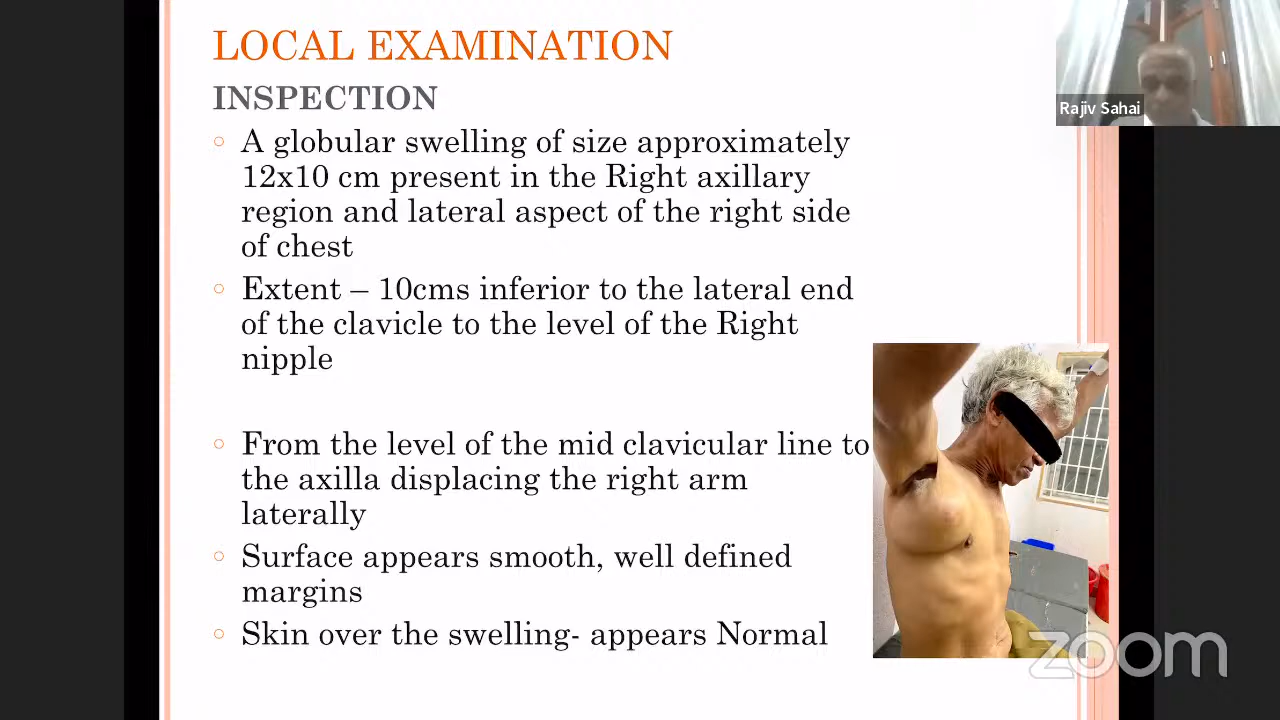 LOCAL EXAMINATION
INSPECTION
A globular swelling of size approximately
12x10 cm present in the Right axillary
region and lateral aspect of the right side
of chest
Extent – 10cms inferior to the lateral end
of the clavicle to the level of the Right
nipple
From the level of the mid clavicular line to
the axilla displacing the right arm
laterally
Surface appears smooth, well defined
margins
Skin over the swelling- appears Normal
Rajiv Sahai
zoom